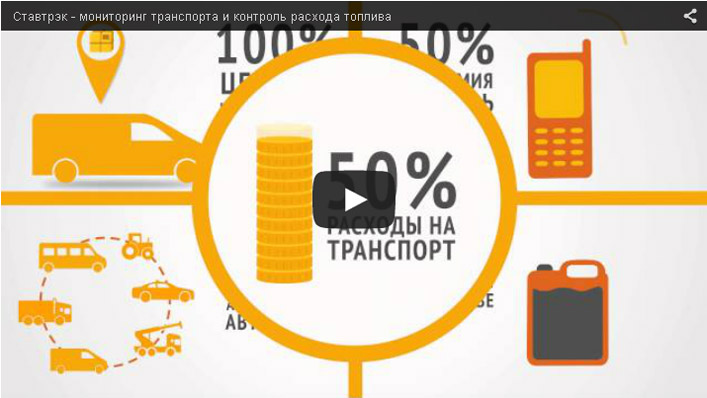 Ставтрэк - мониторинг транспорта и контроль расхода топлива
100% 50%
50%
РАСХОДЫ НА
ТРАНСПОРТ